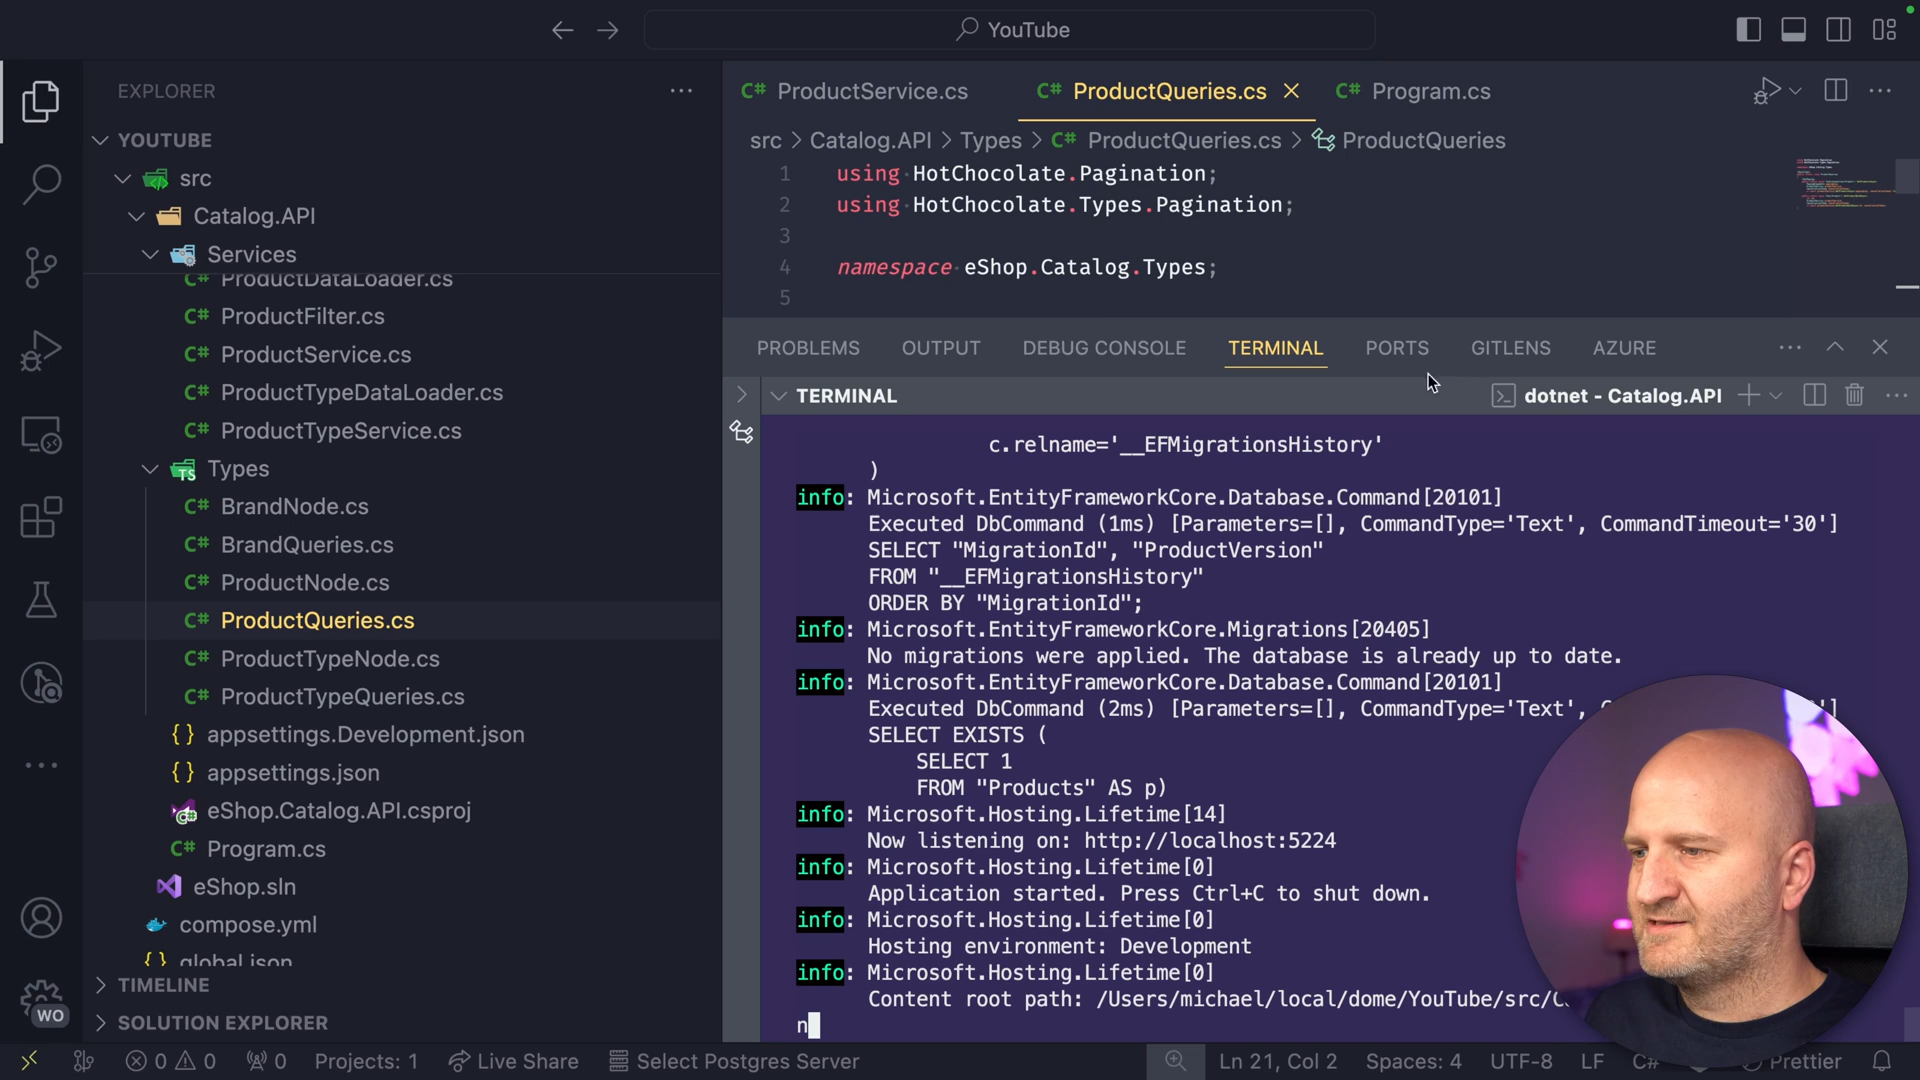 YouTube
EXPLORER
YOUTUBE
src
Catalog.API
Services
ProductDataLoader.cs
ProductFilter.cs
ProductService.cs
ProductTypeDataLoader.cs
ProductTypeService.cs
Types
BrandNode.cs
BrandQueries.cs
ProductNode.cs
ProductQueries.cs
ProductTypeNode.cs
ProductTypeQueries.cs
appsettings.Development.json
appsettings.json
eShop.Catalog.API.csproj
Program.cs
eShop.sln
compose.yml
global.json
TIMELINE
SOLUTION EXPLORER
WO
ProductService.cs ProductQueries.cs Program.cs
src > Catalog.API > Types > ProductQueries.cs > ProductQueries
1 using HotChocolate.Pagination;
2 using HotChocolate.Types.Pagination;
3
4 namespace eShop.Catalog.Types;
5
PROBLEMS OUTPUT DEBUG CONSOLE TERMINAL PORTS GITLENS AZURE
TERMINAL dotnet - Catalog.API
c.relname='__EFMigrationsHistory'
)
info: Microsoft.EntityFrameworkCore.Database.Command[20101]
Executed DbCommand (1ms) [Parameters=[], CommandType='Text', CommandTimeout='30']
SELECT "MigrationId", "ProductVersion"
FROM "__EFMigrationsHistory"
ORDER BY "MigrationId";
info: Microsoft.EntityFrameworkCore.Migrations[20405]
No migrations were applied. The database is already up to date.
info: Microsoft.EntityFrameworkCore.Database.Command[20101]
Executed DbCommand (2ms) [Parameters=[], CommandType='Text',
SELECT EXISTS (
SELECT 1
FROM "Products" AS p)
info: Microsoft.Hosting.Lifetime[14]
Now listening on: http://localhost:5224
info: Microsoft.Hosting.Lifetime[0]
Application started. Press Ctrl+C to shut down.
info: Microsoft.Hosting.Lifetime[0]
Hosting environment: Development
info: Microsoft.Hosting.Lifetime[0]
Content root path: /Users/michael/local/dome/YouTube/src/
n
0 0 0 Projects: 1 Live Share Select Postgres Server Ln 21, Col 2 Spaces: 4 UTF-8 LF C# Prettier